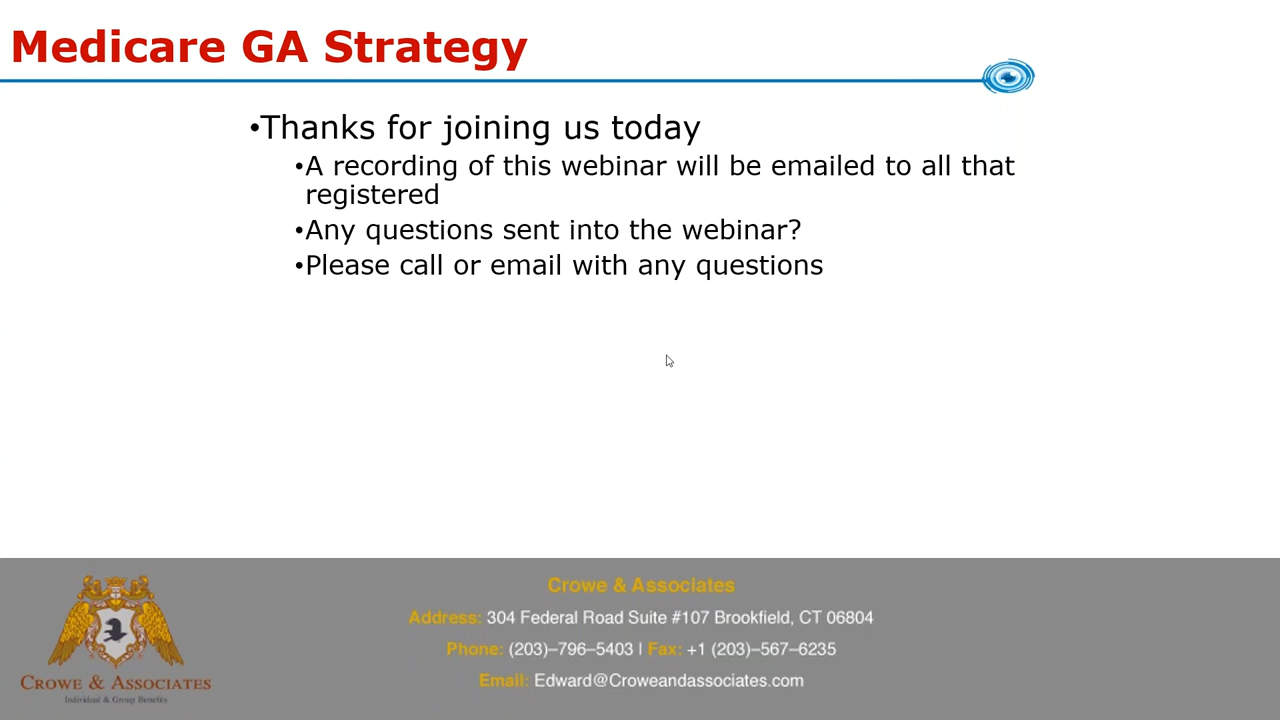 Medicare GA Strategy
•Thanks for joining us today
•A recording of this webinar will be emailed to all that
registered
•Any questions sent into the webinar?
•Please call or email with any questions
Crowe & Associates
Address: 304 Federal Road Suite #107 Brookfield, CT 06804
Phone: (203)–796–5403 | Fax: +1 (203)–567–6235
Email: Edward@Croweandassociates.com
CROWE & ASSOCIATES
Individual & Group Benefits